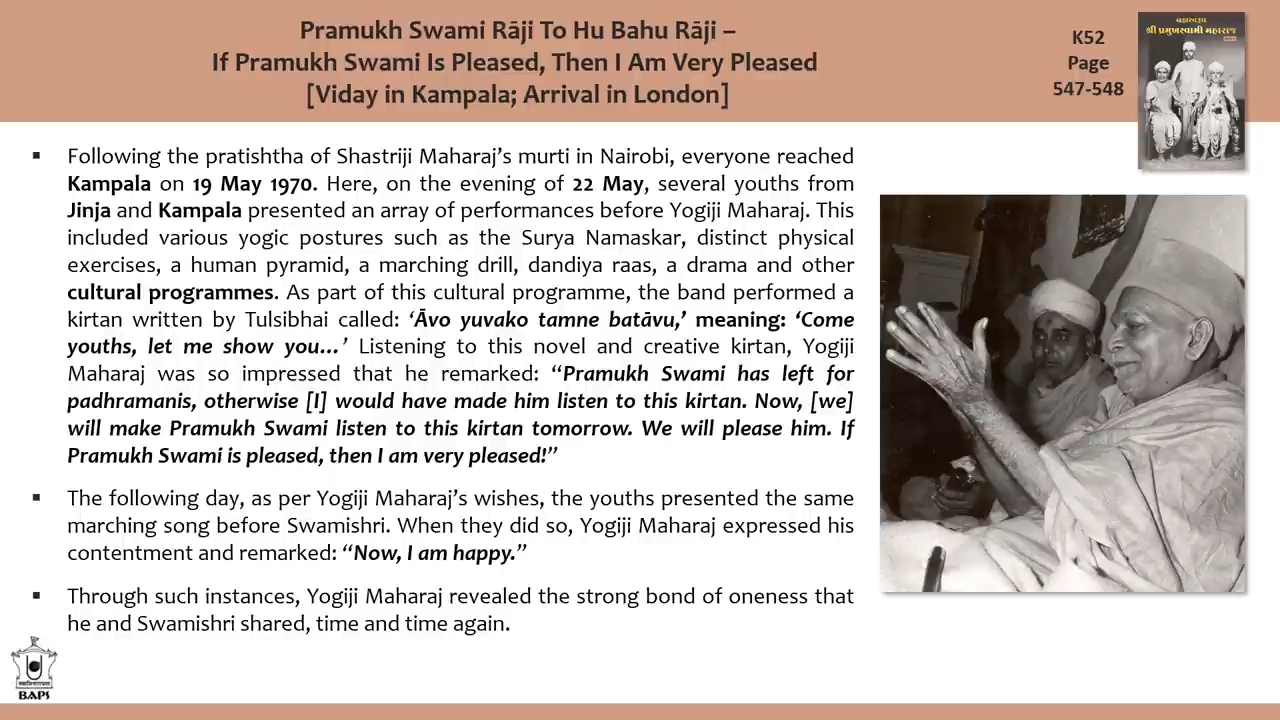 Pramukh Swami Rāji To Hu Bahu Rāji –
If Pramukh Swami Is Pleased, Then I Am Very Pleased
[Viday in Kampala; Arrival in London]
K52
Page
547-548
બ્રહ્મસ્વરૂપ
શ્રી પ્રમુખસ્વામી મહારાજ
▪ Following the pratishtha of Shastriji Maharaj’s murti in Nairobi, everyone reached
Kampala on 19 May 1970. Here, on the evening of 22 May, several youths from
Jinja and Kampala presented an array of performances before Yogiji Maharaj. This
included various yogic postures such as the Surya Namaskar, distinct physical
exercises, a human pyramid, a marching drill, dandiya raas, a drama and other
cultural programmes. As part of this cultural programme, the band performed a
kirtan written by Tulsibhai called: ‘Āvo yuvako tamne batāvu,’ meaning: ‘Come
youths, let me show you...’ Listening to this novel and creative kirtan, Yogiji
Maharaj was so impressed that he remarked: “Pramukh Swami has left for
padhramanis, otherwise [I] would have made him listen to this kirtan. Now, [we]
will make Pramukh Swami listen to this kirtan tomorrow. We will please him. If
Pramukh Swami is pleased, then I am very pleased!”
▪ The following day, as per Yogiji Maharaj’s wishes, the youths presented the same
marching song before Swamishri. When they did so, Yogiji Maharaj expressed his
contentment and remarked: “Now, I am happy.”
▪ Through such instances, Yogiji Maharaj revealed the strong bond of oneness that
he and Swamishri shared, time and time again.
BAPS